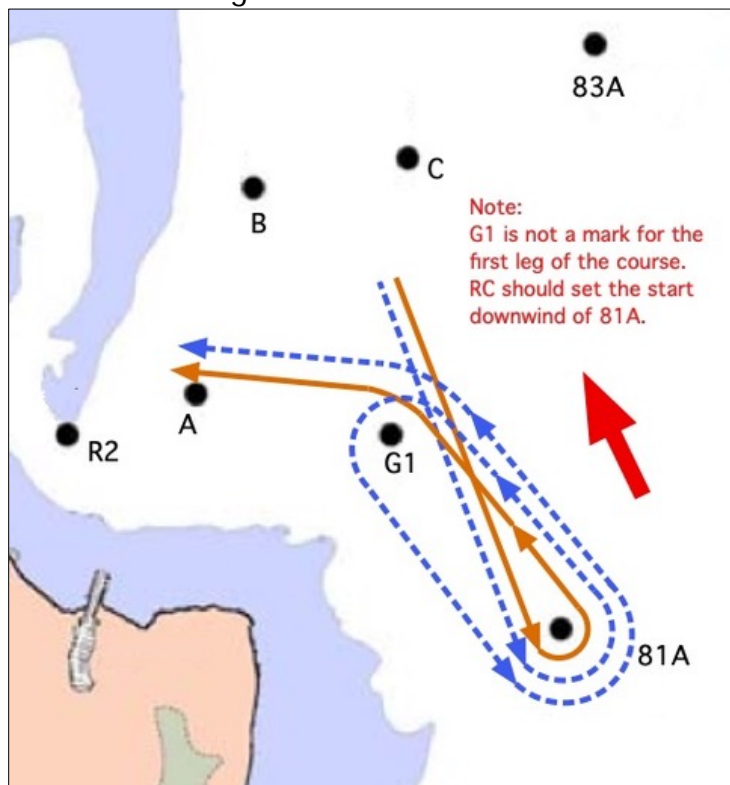 83A
C
B
Note:
G1 is not a mark for the
first leg of the course.
RC should set the start
downwind of 81A.
A
R2
G1
81A